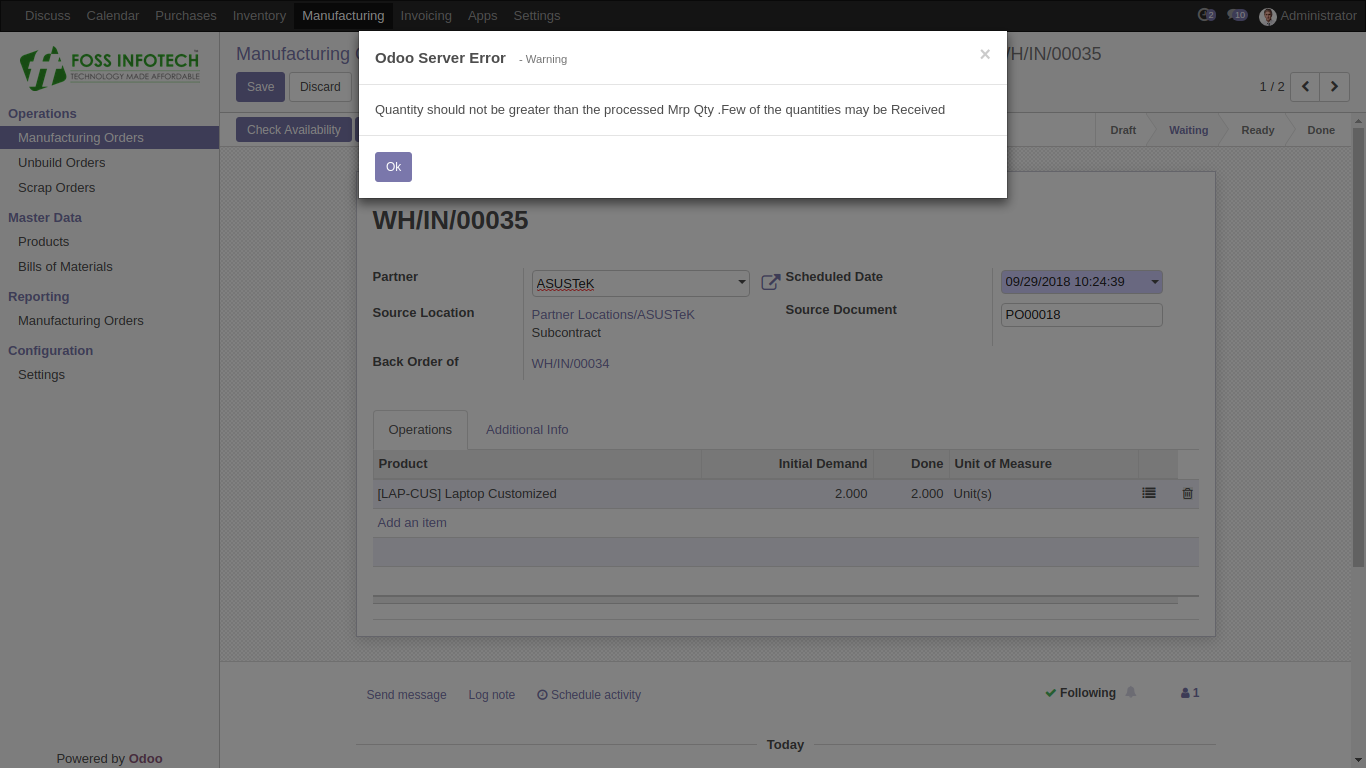 Discuss Calendar Purchases Inventory Manufacturing Invoicing Apps Settings 2 10 Administrator
FOSS INFOTECH
TECHNOLOGY MADE AFFORDABLE
Manufacturing
H/IN/00035
Save Discard
1 / 2
Check Availability
Draft Waiting Ready Done
Odoo Server Error - Warning ×
Quantity should not be greater than the processed Mrp Qty .Few of the quantities may be Received
Ok
Operations
Manufacturing Orders
Unbuild Orders
Scrap Orders
Master Data
Products
Bills of Materials
Reporting
Manufacturing Orders
Configuration
Settings
Powered by Odoo
WH/IN/00035
Partner ASUSTeK
Scheduled Date 09/29/2018 10:24:39
Source Location Partner Locations/ASUSTeK
Subcontract
Source Document PO00018
Back Order of WH/IN/00034
Operations Additional Info
Product Initial Demand Done Unit of Measure
[LAP-CUS] Laptop Customized 2.000 2.000 Unit(s)
Add an item
Send message Log note Schedule activity Following 1
Today